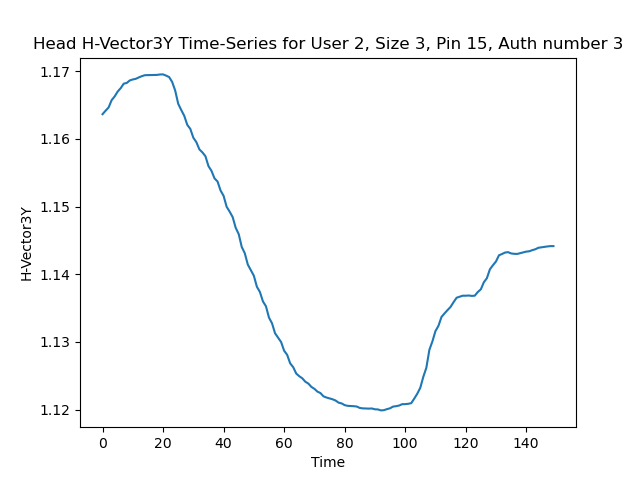 Head H-Vector3Y Time-Series for User 2, Size 3, Pin 15, Auth number 3
1.17
1.16
1.15
1.14
1.13
1.12
H-Vector3Y
0 20 40 60 80 100 120 140
Time